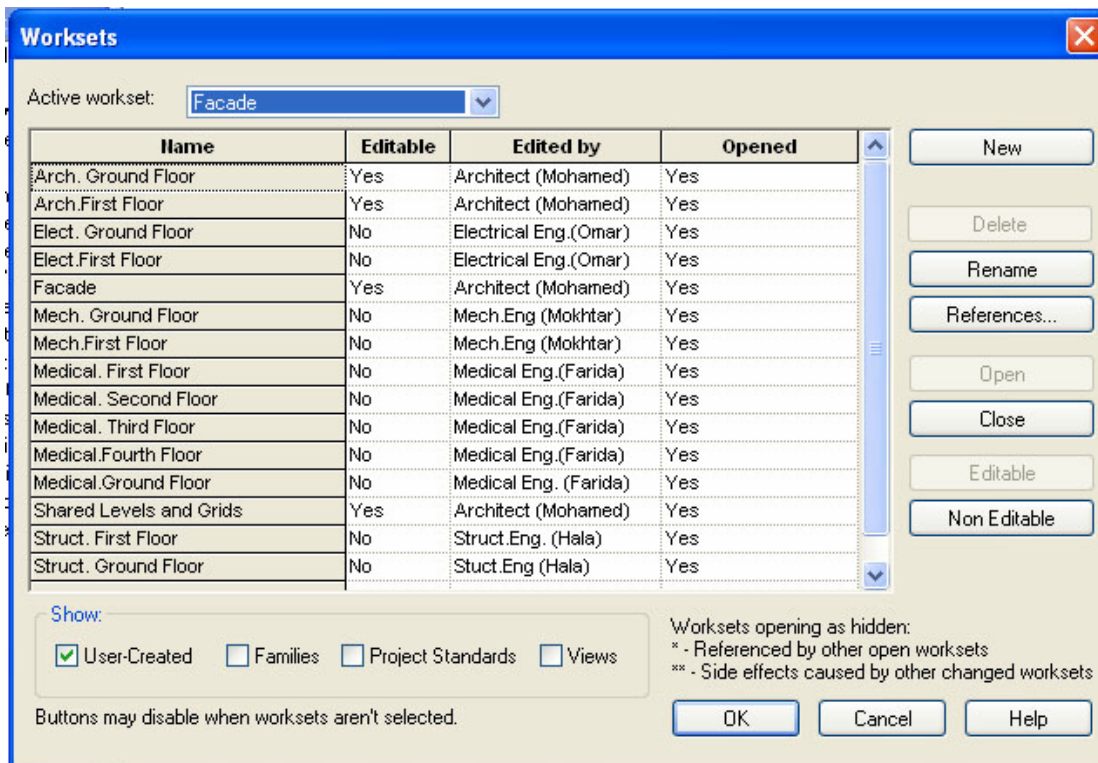 Worksets
Active workset: Facade
Name Editable Edited by Opened New
Arch. Ground Floor Yes Architect (Mohamed) Yes
Arch.First Floor Yes Architect (Mohamed) Yes
Elect. Ground Floor No Electrical Eng.(Omar) Yes Delete
Elect.First Floor No Electrical Eng.(Omar) Yes Rename
Facade Yes Architect (Mohamed) Yes
Mech. Ground Floor No Mech.Eng (Mokhtar) Yes References...
Mech.First Floor No Mech.Eng (Mokhtar) Yes
Medical. First Floor No Medical Eng.(Farida) Yes Open
Medical. Second Floor No Medical Eng.(Farida) Yes
Medical. Third Floor No Medical Eng.(Farida) Yes Close
Medical.Fourth Floor No Medical Eng.(Farida) Yes
Medical.Ground Floor No Medical Eng. (Farida) Yes Editable
Shared Levels and Grids Yes Architect (Mohamed) Yes Non Editable
Struct. First Floor No Struct.Eng. (Hala) Yes
Struct. Ground Floor No Stuct.Eng (Hala) Yes
Show:
User-Created Families Project Standards Views
Worksets opening as hidden:
* - Referenced by other open worksets
** - Side effects caused by other changed worksets
Buttons may disable when worksets aren't selected.
OK Cancel Help